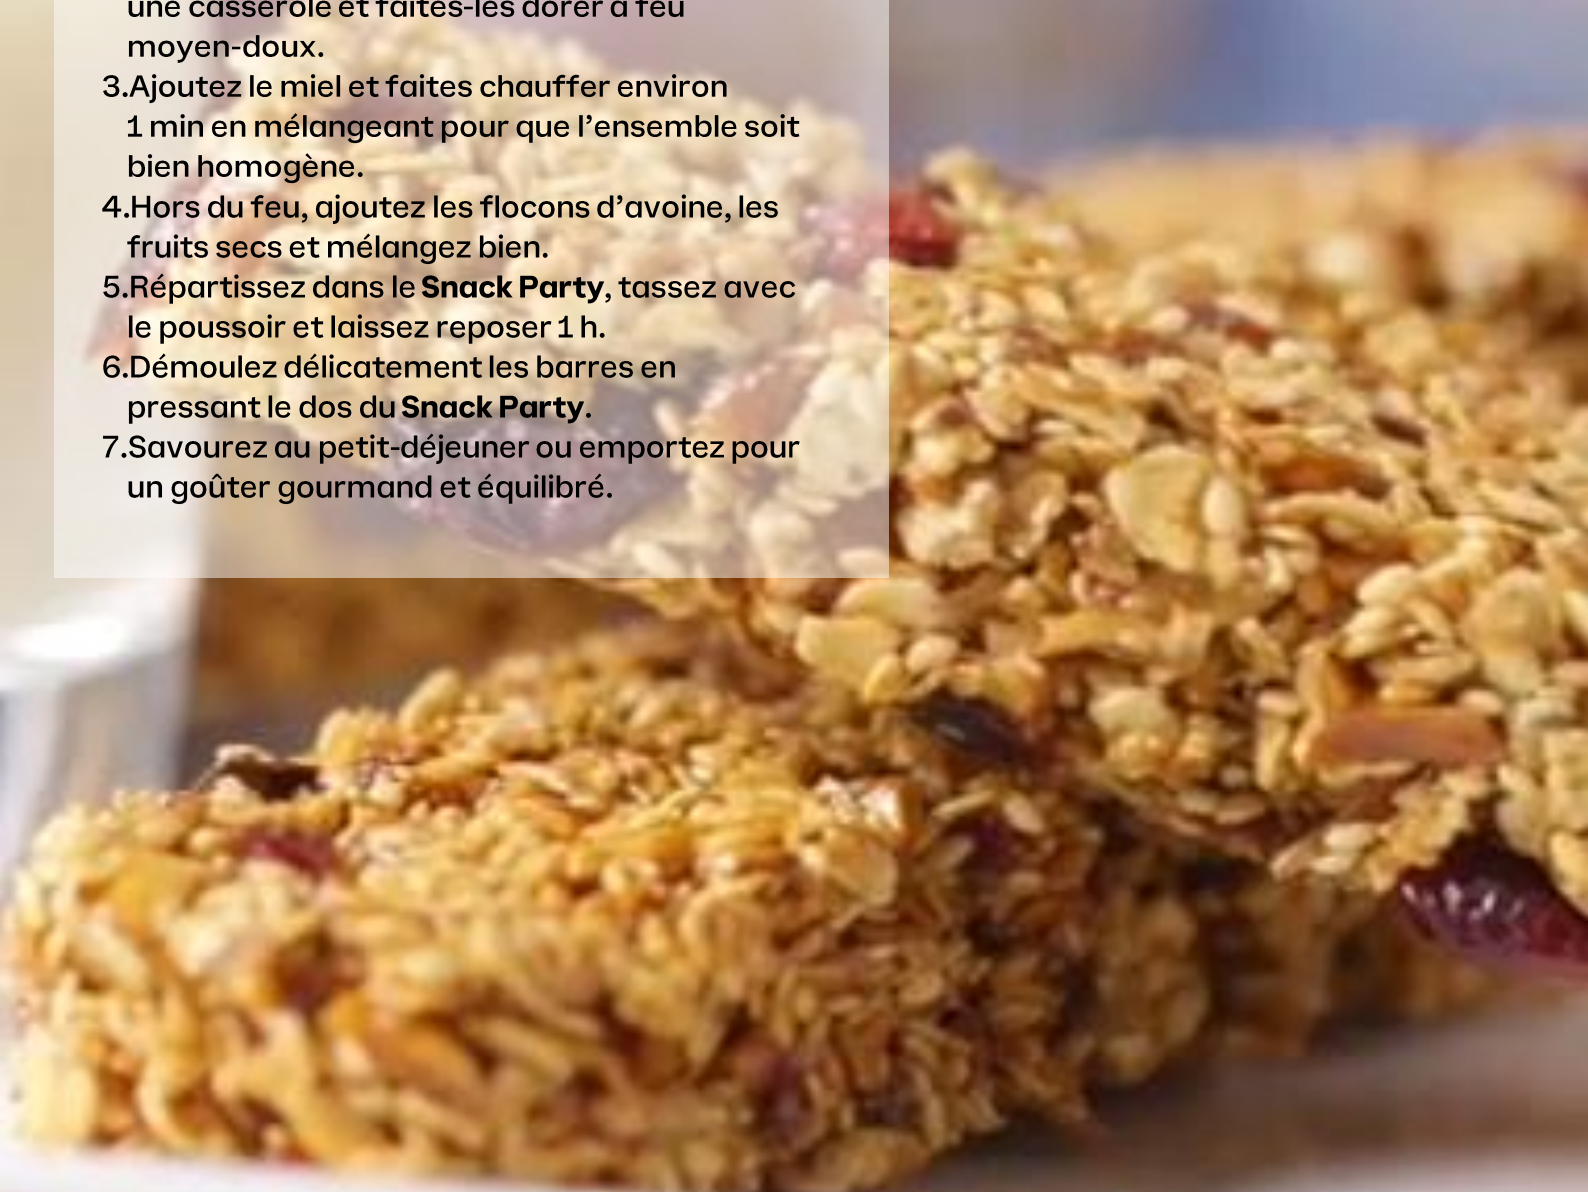 une casserole et faites-les dorer à feu
moyen-doux.
3.Ajoutez le miel et faites chauffer environ
1 min en mélangeant pour que l’ensemble soit
bien homogène.
4.Hors du feu, ajoutez les flocons d’avoine, les
fruits secs et mélangez bien.
5.Répartissez dans le Snack Party, tassez avec
le poussoir et laissez reposer 1 h.
6.Démoulez délicatement les barres en
pressant le dos du Snack Party.
7.Savourez au petit-déjeuner ou emportez pour
un goûter gourmand et équilibré.